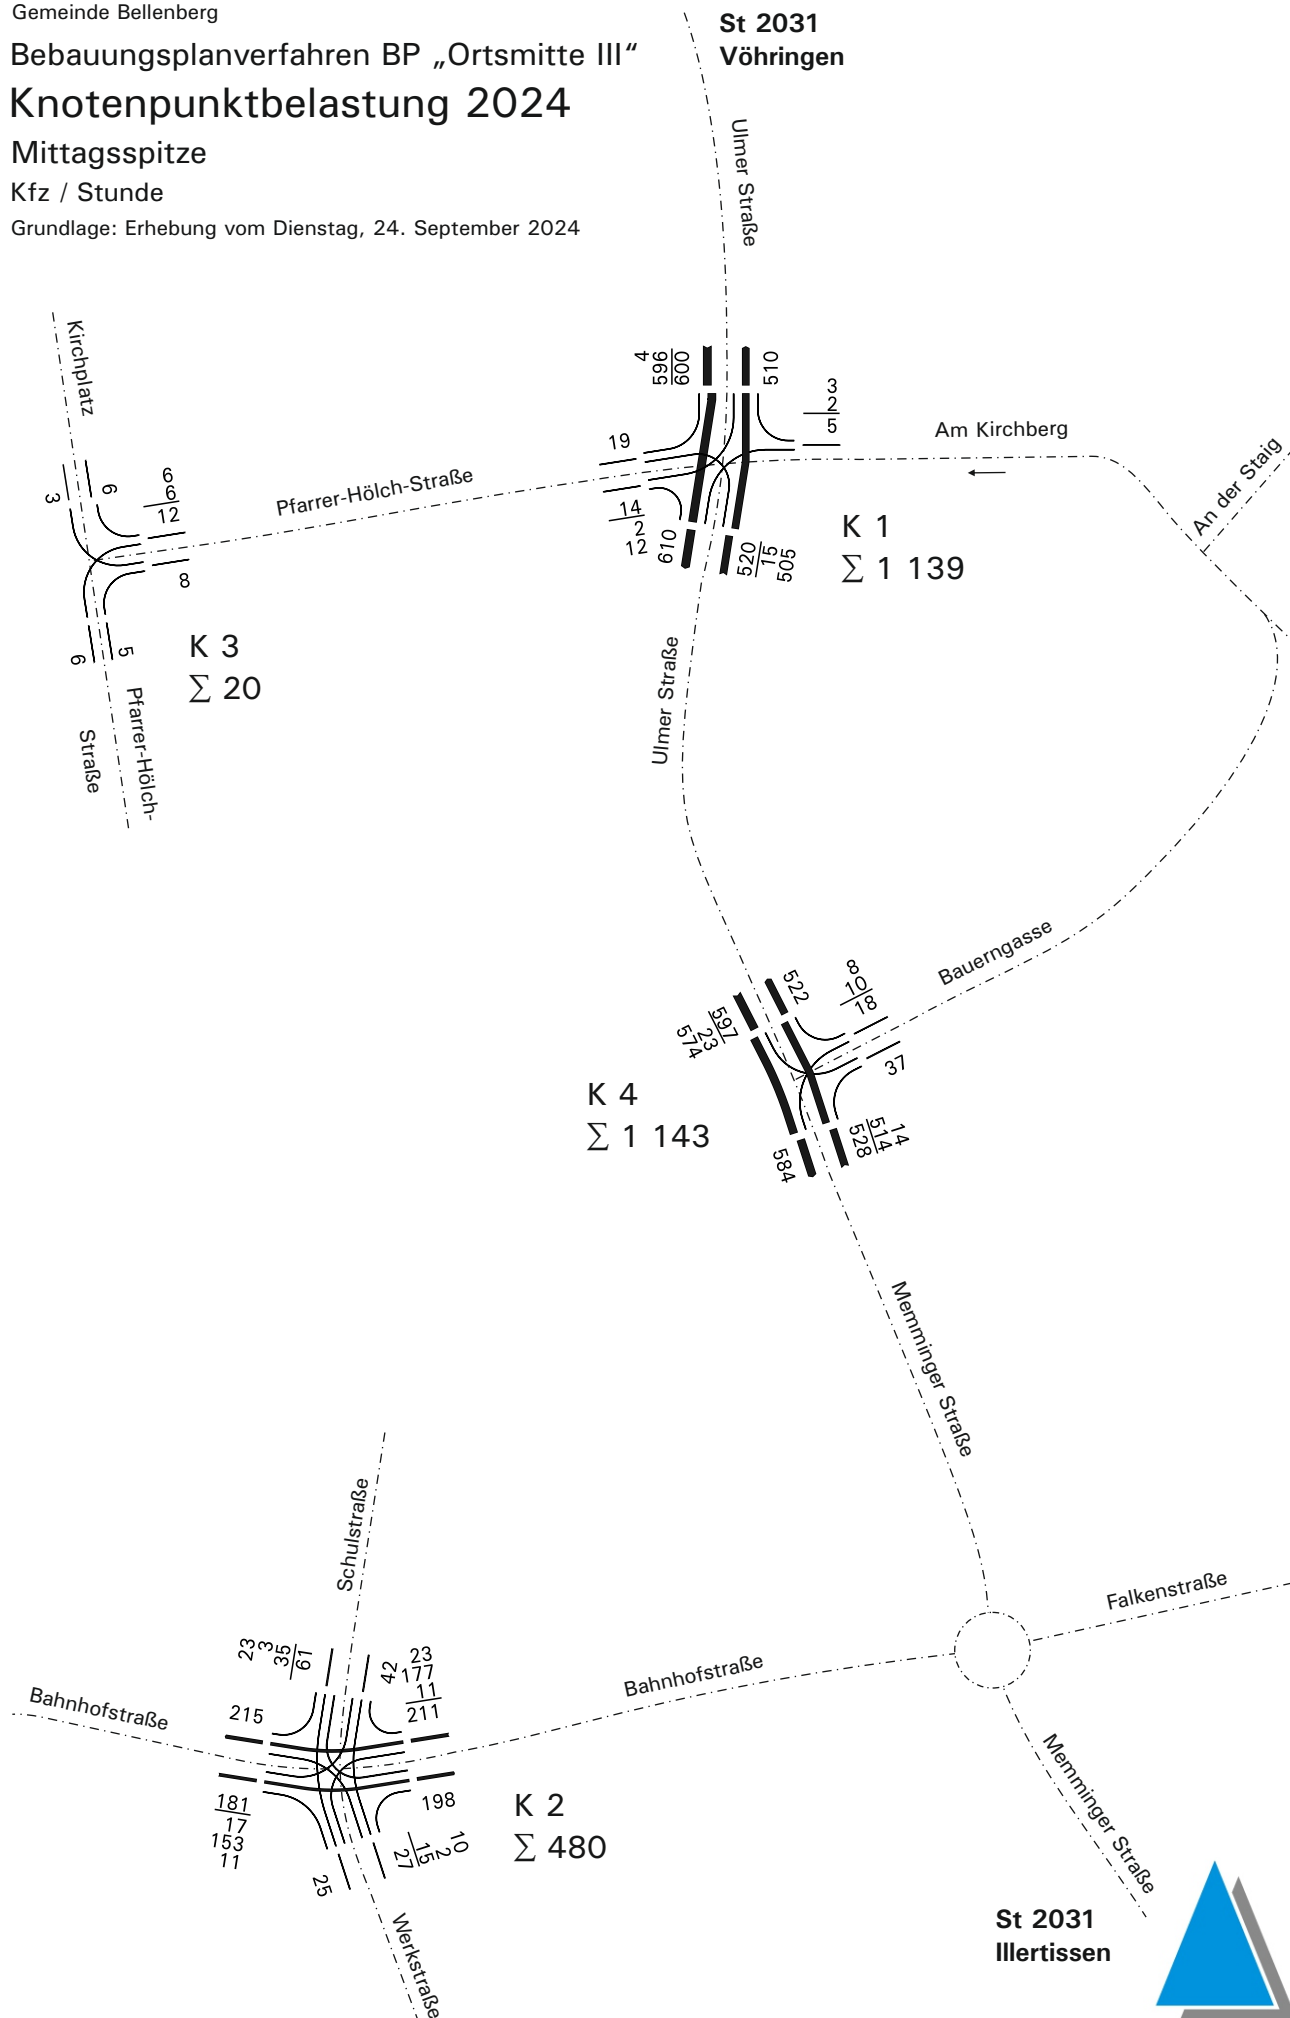 Gemeinde Bellenberg
Bebauungsplanverfahren BP „Ortsmitte III“
Knotenpunktbelastung 2024
Mittagsspitze
Kfz / Stunde
Grundlage: Erhebung vom Dienstag, 24. September 2024
St 2031
Vöhringen
Ulmer Straße
Kirchplatz
3
6
6
6
12
8
6
5
K 3
∑ 20
Pfarrer-Hölch-
Straße
Pfarrer-Hölch-Straße
4
596
600
510
3
2
5
19
14
2
12
610
520
15
505
K 1
∑ 1 139
Am Kirchberg
An der Staig
Ulmer Straße
Bauerngasse
522
8
10
18
597
23
574
37
K 4
∑ 1 143
584
528
514
14
Memminger Straße
Schulstraße
23
3
35
61
42
23
177
11
211
Bahnhofstraße
215
181
17
153
11
198
25
27
15
2
10
K 2
∑ 480
Werkstraße
Bahnhofstraße
Falkenstraße
Memminger Straße
St 2031
Illertissen